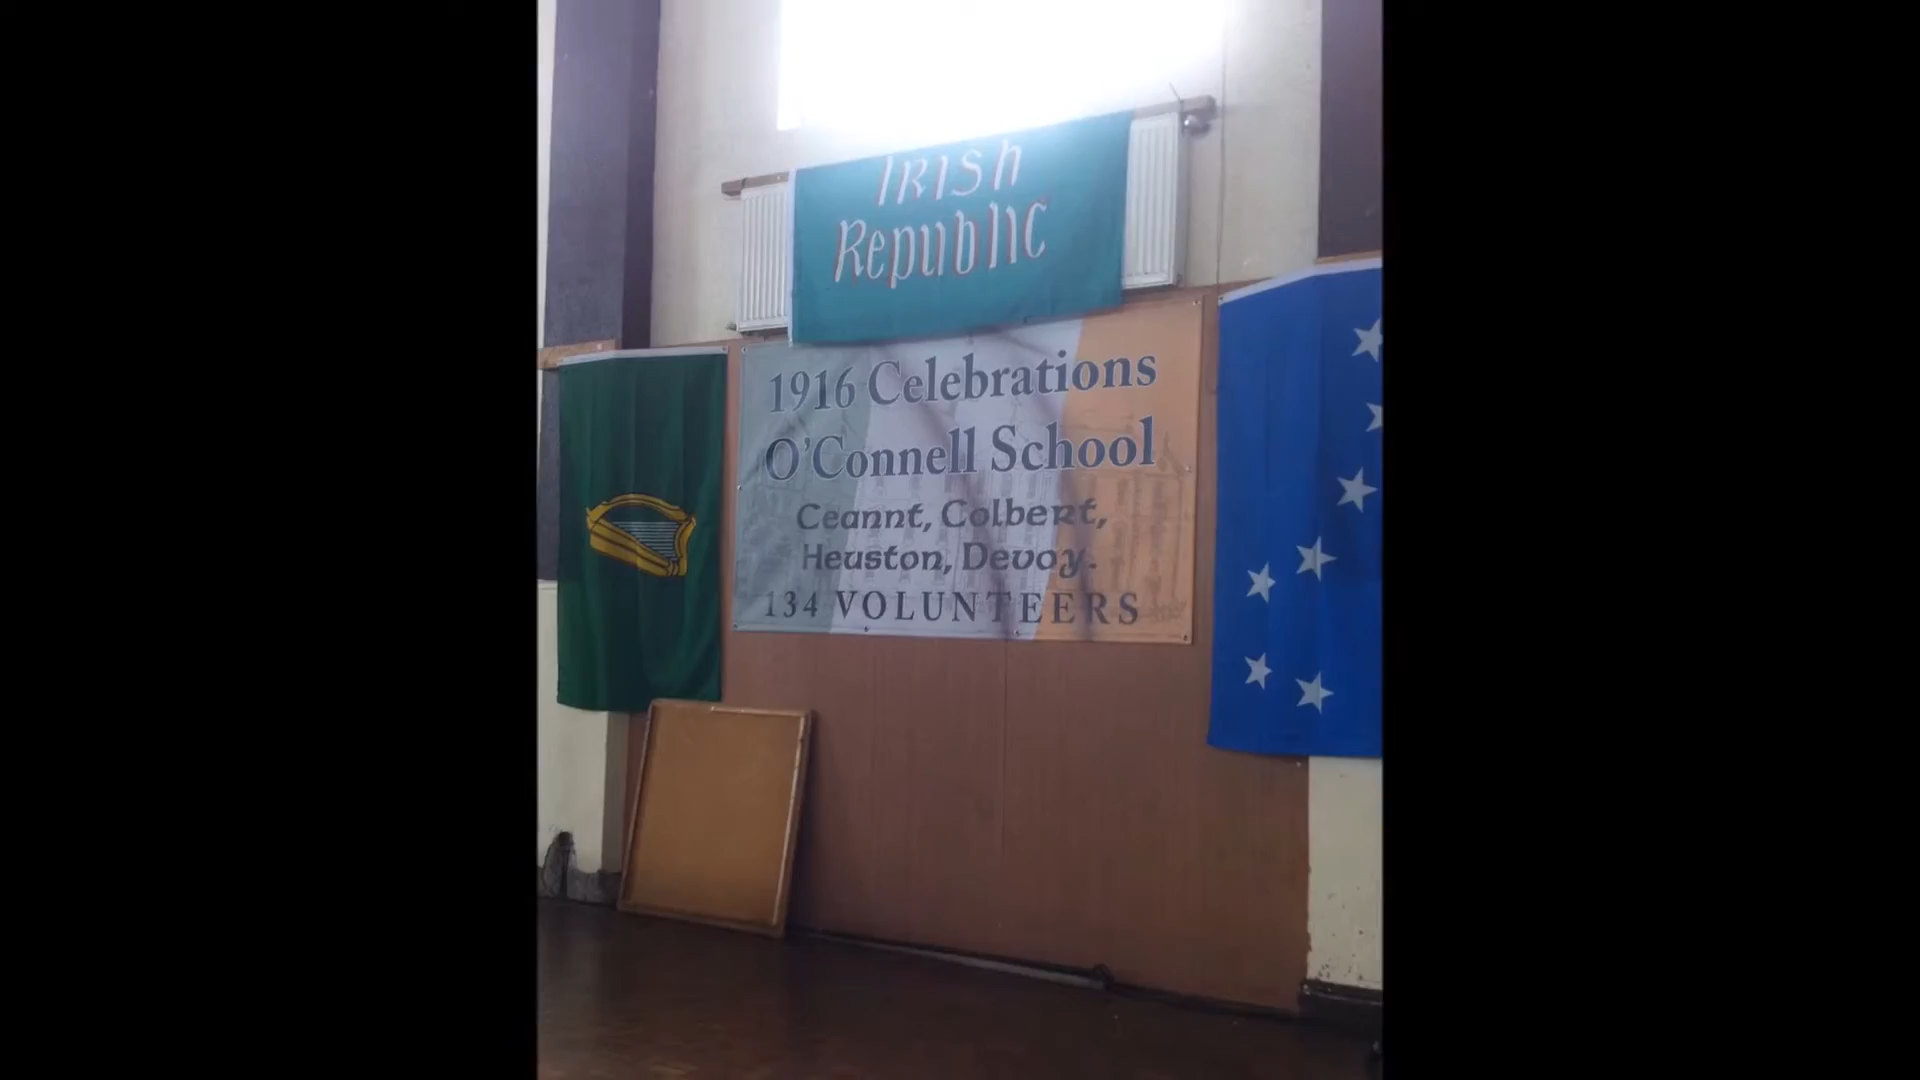 IRISh
Republic
1916 Celebrations
O'Connell School
Ceannt, Colbert,
Heuston, Devoy.
134 VOLUNTEERS